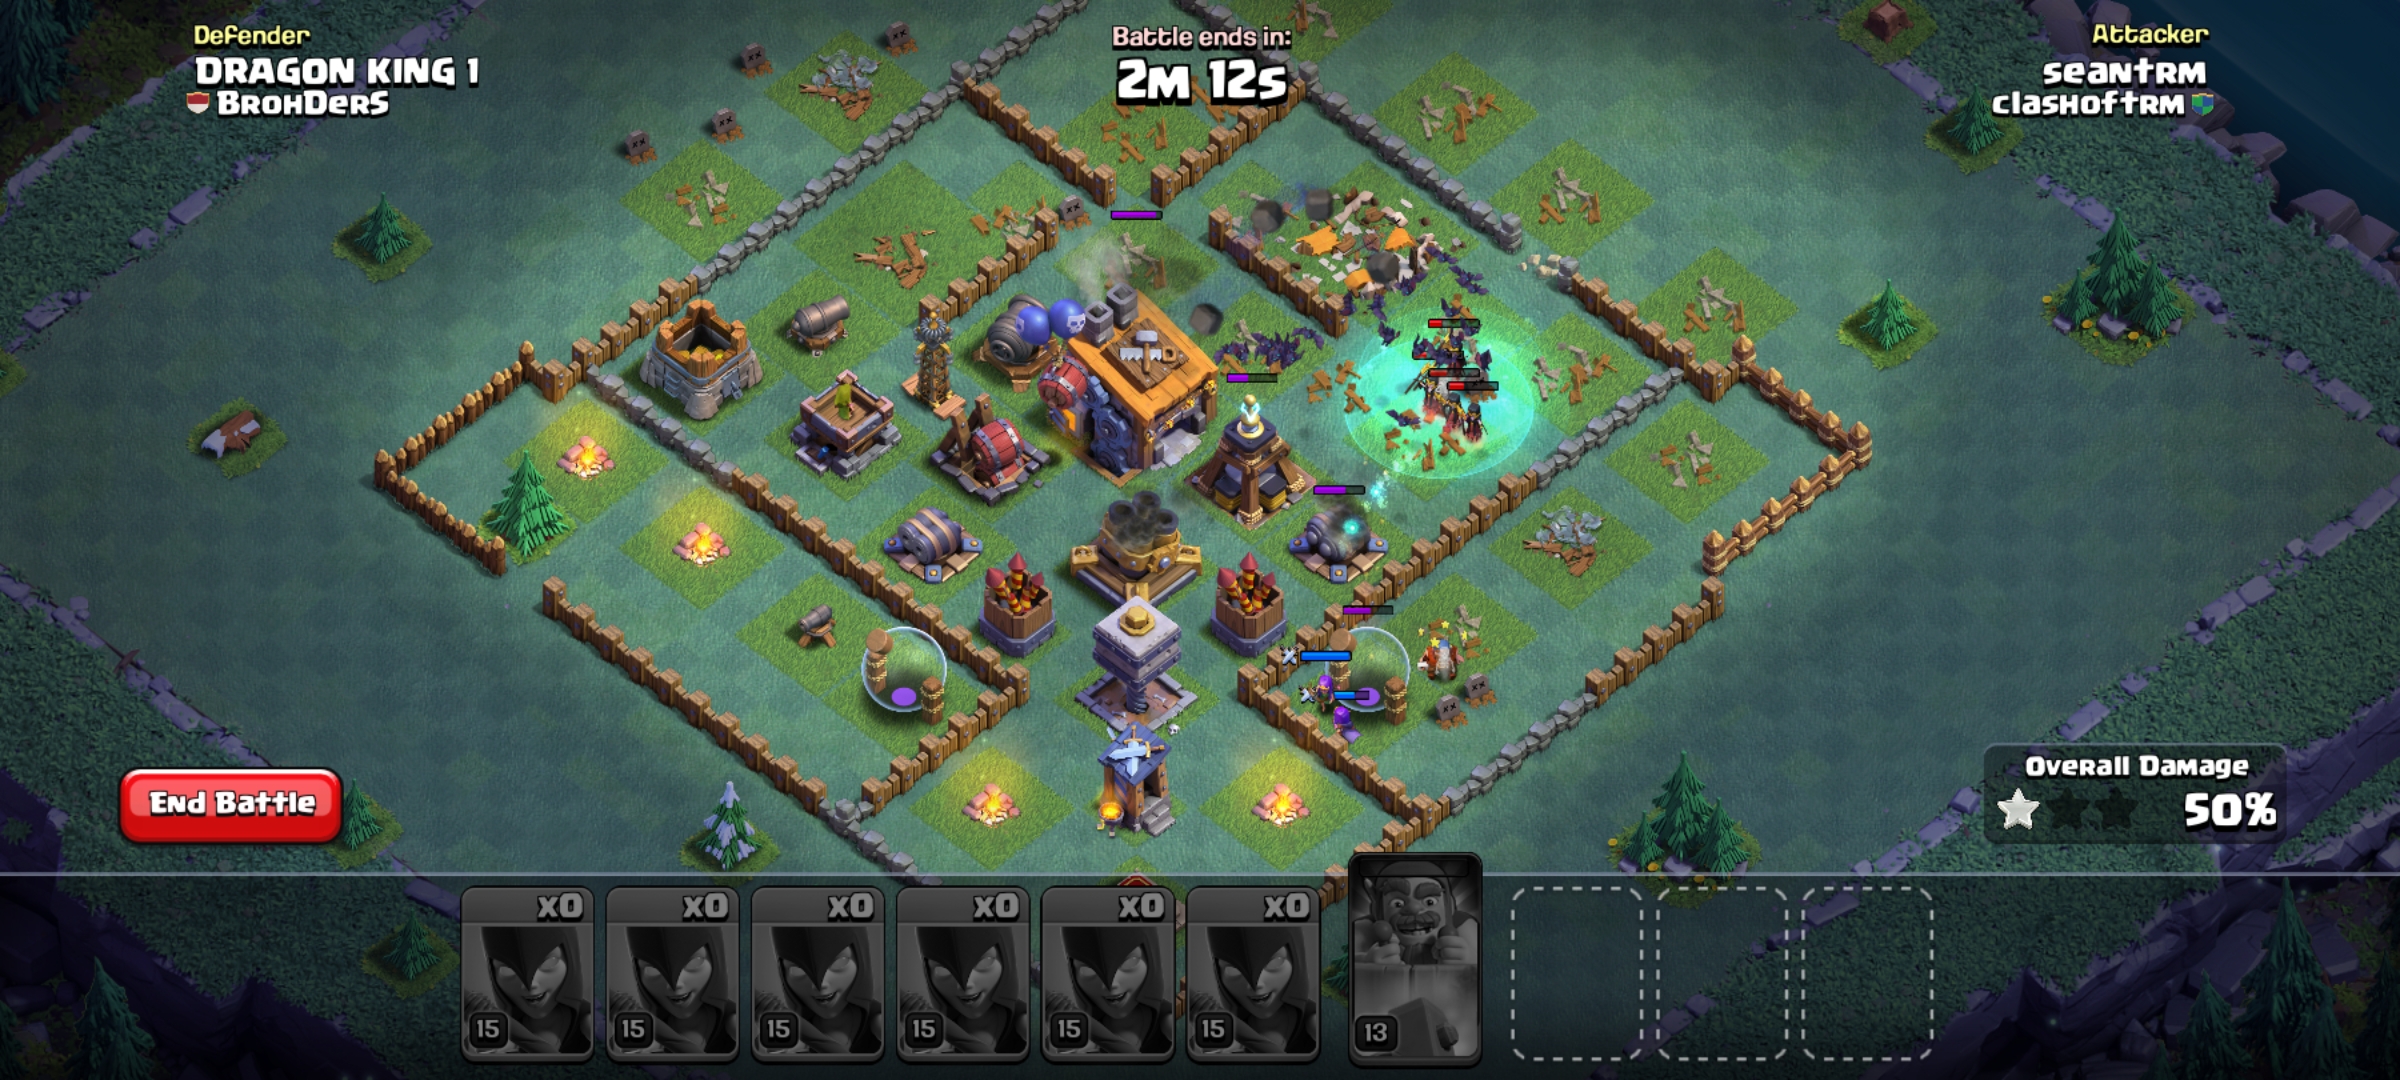 Defender
DRAGON KING 1
BrohDers
Battle ends in:
2m 12s
Attacker
seantrm
clashoftrm
End Battle
Overall Damage
50%
x0
x0
x0
x0
x0
x0
15
15
15
15
15
15
13